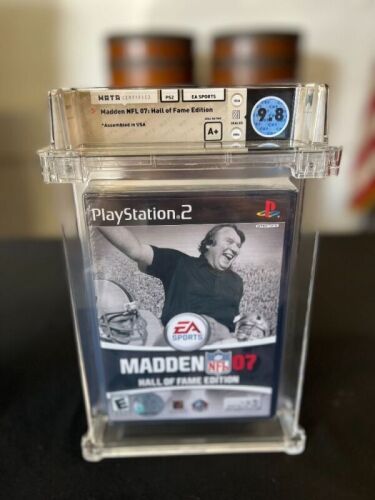 WATA CERTIFIED PS2 EA SPORTS
Madden NFL 07: Hall of Fame Edition
*Assembled in USA
A+
9.8
PlayStation.2
EA
SPORTS
MADDEN NFL 07
HALL OF FAME EDITION
E